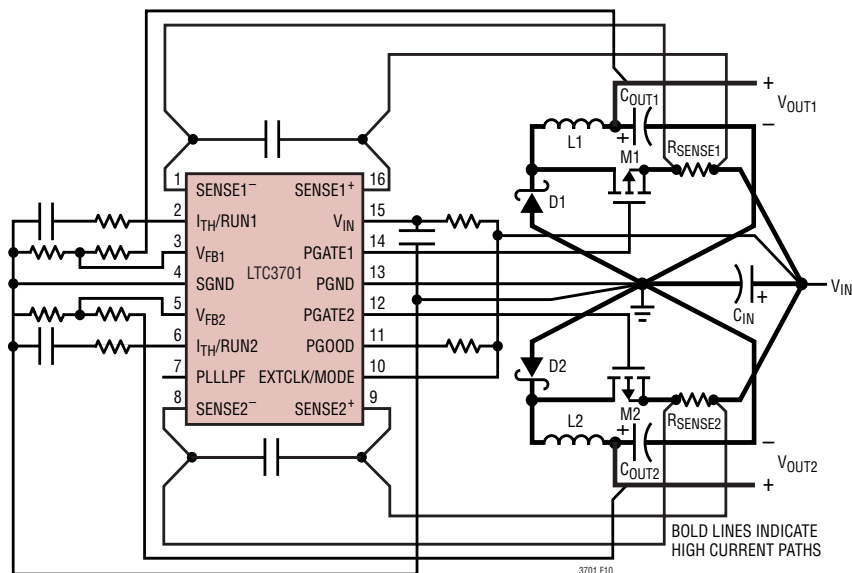 +
COUT1
VOUT1
L1
+
−
M1
RSENSE1
1 SENSE1− SENSE1+ 16
D1
2 ITH/RUN1 VIN 15
3 VFB1 PGATE1 14
LTC3701
4 SGND PGND 13
VIN
CIN
+
5 VFB2 PGATE2 12
6 ITH/RUN2 PGOOD 11
D2
7 PLLLPF EXTCLK/MODE 10
8 SENSE2− SENSE2+ 9
M2
RSENSE2
L2
+
−
COUT2
VOUT2
+
BOLD LINES INDICATE
HIGH CURRENT PATHS
3701 F10